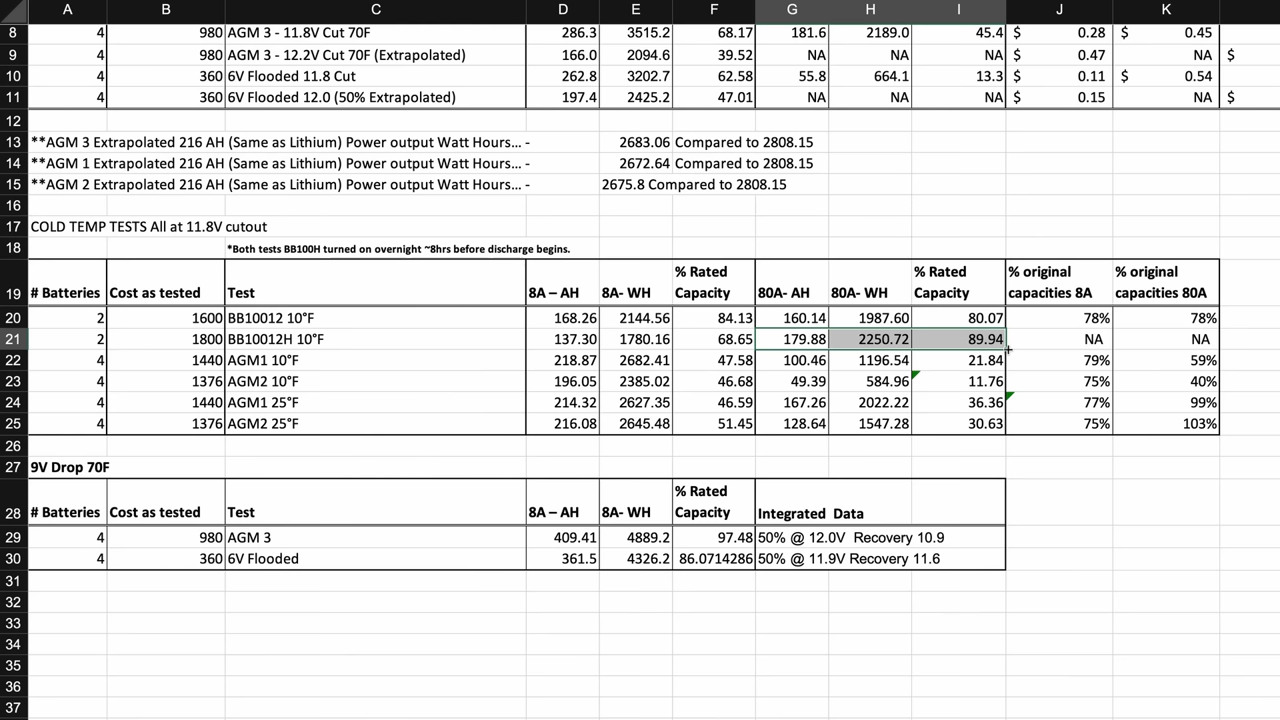 A B C D E F G H I J K
8 4 980 AGM 3 - 11.8V Cut 70F 286.3 3515.2 68.17 181.6 2189.0 45.4 $ 0.28 $ 0.45
9 4 980 AGM 3 - 12.2V Cut 70F (Extrapolated) 166.0 2094.6 39.52 NA NA NA $ 0.47 NA $
10 4 360 6V Flooded 11.8 Cut 262.8 3202.7 62.58 55.8 664.1 13.3 $ 0.11 $ 0.54
11 4 360 6V Flooded 12.0 (50% Extrapolated) 197.4 2425.2 47.01 NA NA NA $ 0.15 NA $
12
13 **AGM 3 Extrapolated 216 AH (Same as Lithium) Power output Watt Hours... - 2683.06 Compared to 2808.15
14 **AGM 1 Extrapolated 216 AH (Same as Lithium) Power output Watt Hours... - 2672.64 Compared to 2808.15
15 **AGM 2 Extrapolated 216 AH (Same as Lithium) Power output Watt Hours... - 2675.8 Compared to 2808.15
16
17 COLD TEMP TESTS All at 11.8V cutout
18 *Both tests BB100H turned on overnight ~8hrs before discharge begins.
% Rated % Rated % original % original
19 # Batteries Cost as tested Test 8A – AH 8A- WH Capacity 80A- AH 80A- WH Capacity capacities 8A capacities 80A
20 2 1600 BB10012 10°F 168.26 2144.56 84.13 160.14 1987.60 80.07 78% 78%
21 2 1800 BB10012H 10°F 137.30 1780.16 68.65 179.88 2250.72 89.94 NA NA
22 4 1440 AGM1 10°F 218.87 2682.41 47.58 100.46 1196.54 21.84 79% 59%
23 4 1376 AGM2 10°F 196.05 2385.02 46.68 49.39 584.96 11.76 75% 40%
24 4 1440 AGM1 25°F 214.32 2627.35 46.59 167.26 2022.22 36.36 77% 99%
25 4 1376 AGM2 25°F 216.08 2645.48 51.45 128.64 1547.28 30.63 75% 103%
26
27 9V Drop 70F
% Rated
28 # Batteries Cost as tested Test 8A – AH 8A- WH Capacity Integrated Data
29 4 980 AGM 3 409.41 4889.2 97.48 50% @ 12.0V Recovery 10.9
30 4 360 6V Flooded 361.5 4326.2 86.0714286 50% @ 11.9V Recovery 11.6
31
32
33
34
35
36
37